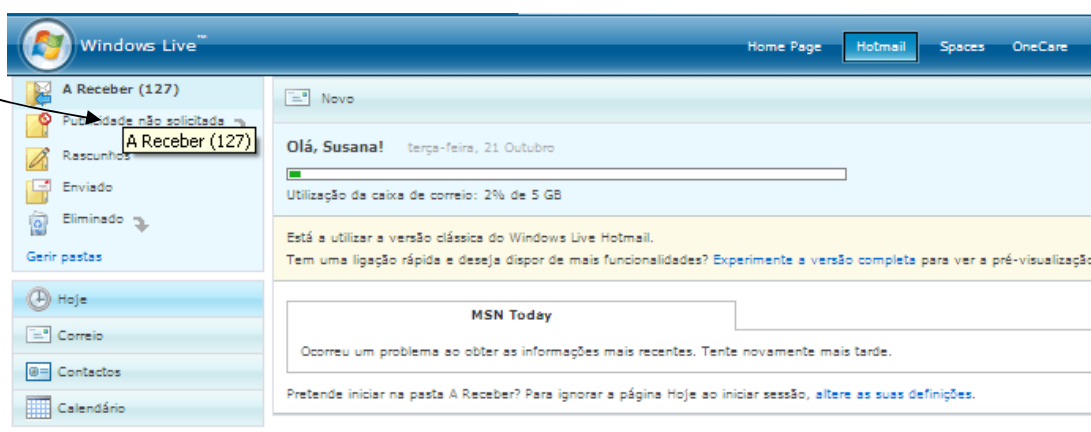 Windows Live™
Home Page Hotmail Spaces OneCare
A Receber (127)
Publicidade não solicitada
A Receber (127)
Rascunhos
Enviado
Eliminado
Gerir pastas
Hoje
Correio
Contactos
Calendário
Novo
Olá, Susana! terça-feira, 21 Outubro
Utilização da caixa de correio: 2% de 5 GB
Está a utilizar a versão clássica do Windows Live Hotmail.
Tem uma ligação rápida e deseja dispor de mais funcionalidades? Experimente a versão completa para ver a pré-visualização
MSN Today
Ocorreu um problema ao obter as informações mais recentes. Tente novamente mais tarde.
Pretende iniciar na pasta A Receber? Para ignorar a página Hoje ao iniciar sessão, altere as suas definições.